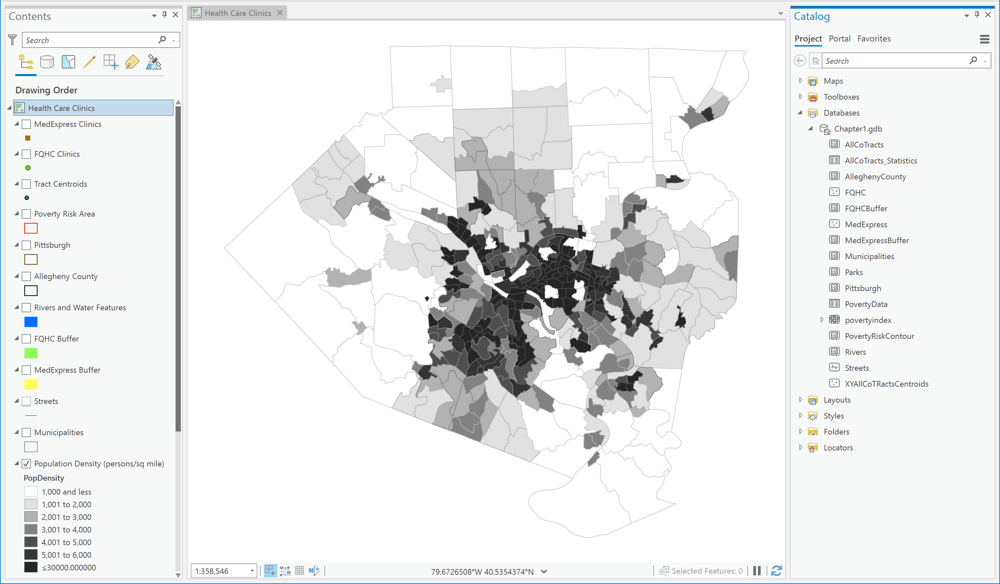 Contents
Search
Drawing Order
Health Care Clinics
MedExpress Clinics
FQHC Clinics
Tract Centroids
Poverty Risk Area
Pittsburgh
Allegheny County
Rivers and Water Features
FQHC Buffer
MedExpress Buffer
Streets
Municipalities
Population Density (persons/sq mile)
PopDensity
1,000 and less
1,001 to 2,000
2,001 to 3,000
3,001 to 4,000
4,001 to 5,000
5,001 to 6,000
≤30000.000000
Health Care Clinics
1:358,546
N
79.6726508°W 40.5354374°N
Selected Features: 0
Catalog
Project Portal Favorites
Search
Maps
Toolboxes
Databases
Chapter1.gdb
AllCoTracts
AllCoTracts_Statistics
AlleghenyCounty
FQHC
FQHCBuffer
MedExpress
MedExpressBuffer
Municipalities
Parks
Pittsburgh
PovertyData
povertyindex
PovertyRiskContour
Rivers
Streets
XYAllCoTRactsCentroids
Layouts
Styles
Folders
Locators